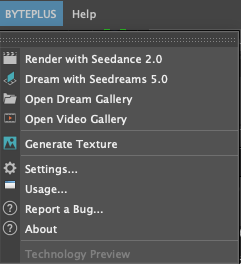 BYTEPLUS Help
Render with Seedance 2.0
Dream with Seedreams 5.0
Open Dream Gallery
Open Video Gallery
Generate Texture
Settings...
Usage...
Report a Bug...
About
Technology Preview